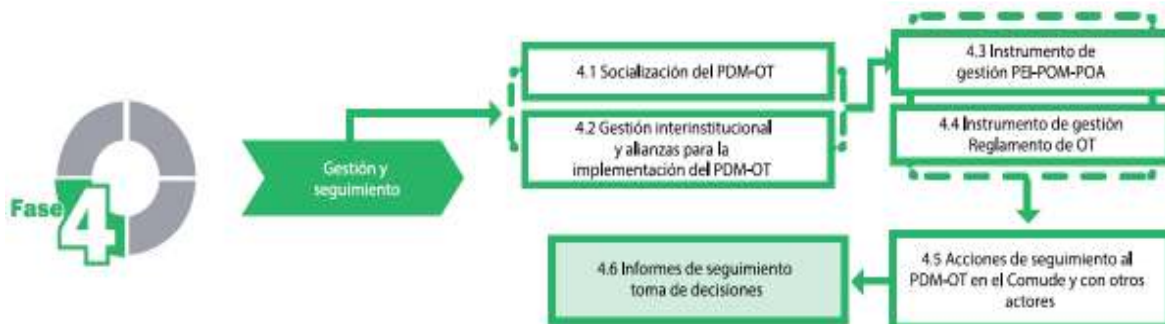 Fase 4
Gestión y
seguimiento
4.1 Socialización del PDM-OT
4.2 Gestión interinstitucional
y alianzas para la
implementación del PDM-OT
4.3 Instrumento de
gestión PEI-POM-POA
4.4 Instrumento de gestión
Reglamento de OT
4.5 Acciones de seguimiento al
PDM-OT en el Comude y con otros
actores
4.6 Informes de seguimiento
toma de decisiones